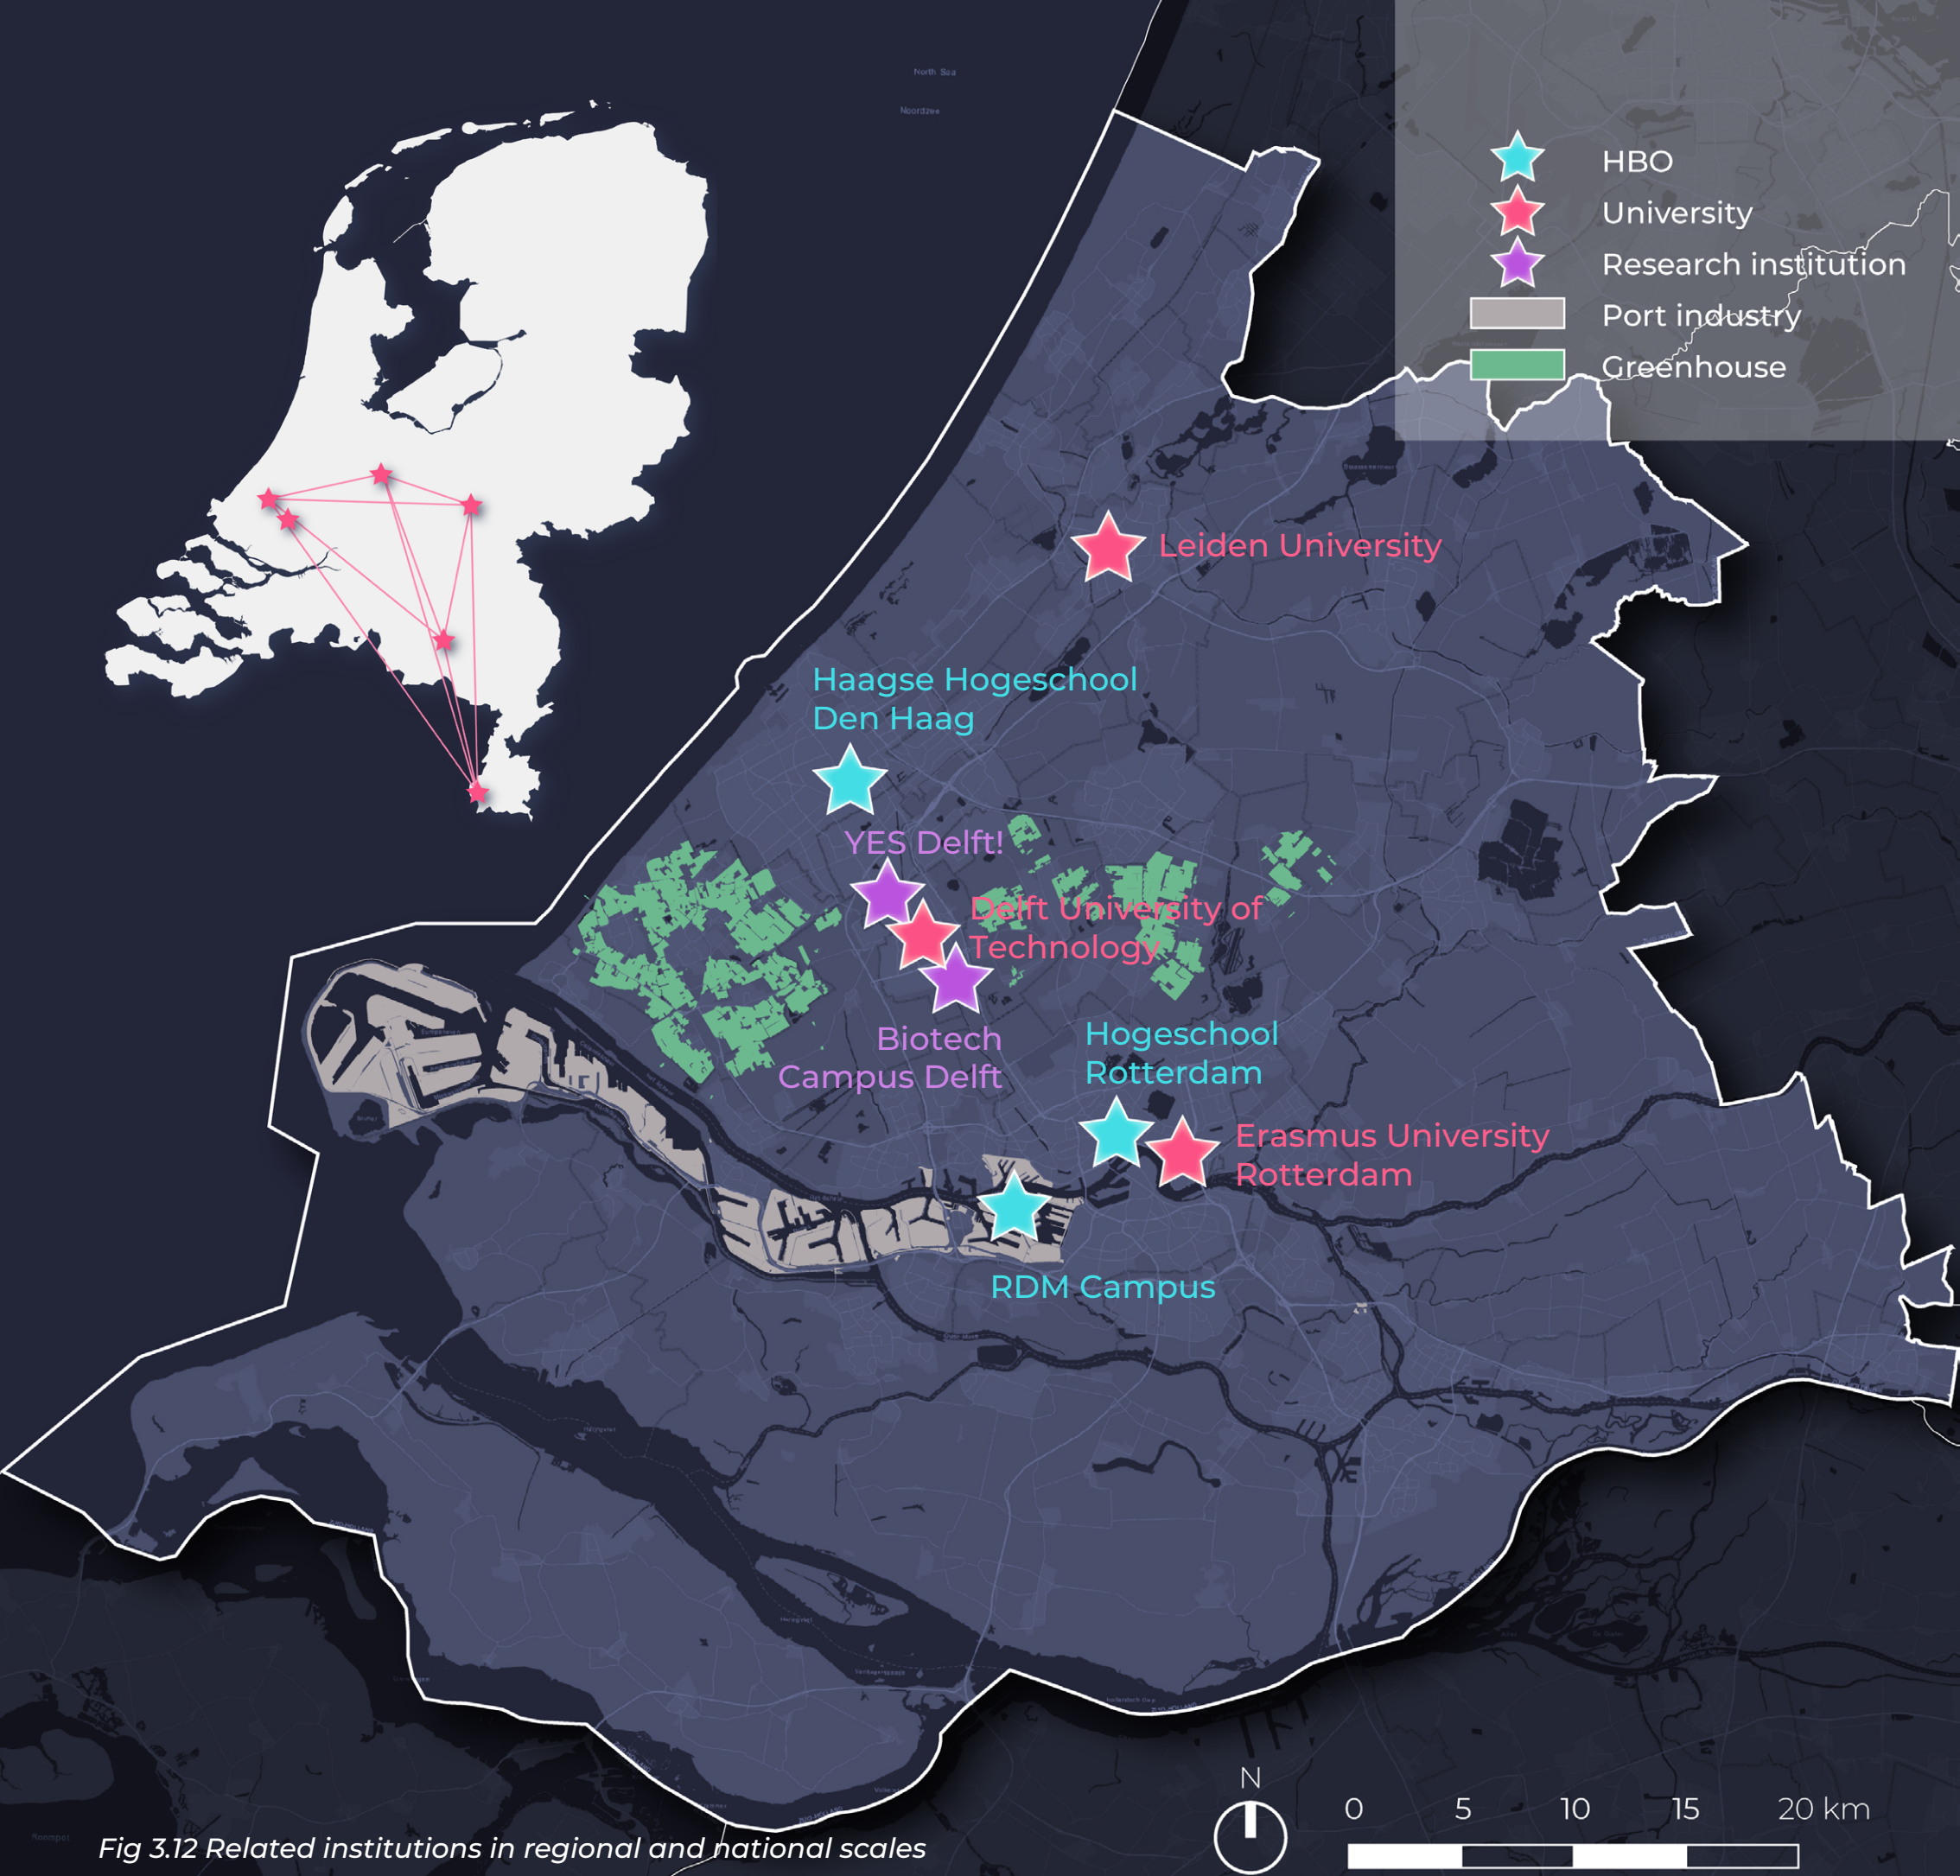 North Sea
Noordzee
HBO
University
Research institution
Port industry
Greenhouse
Leiden University
Haagse Hogeschool
Den Haag
YES Delft!
Delft University of
Technology
Biotech
Campus Delft
Hogeschool
Rotterdam
Erasmus University
Rotterdam
RDM Campus
N
0 5 10 15 20 km
Fig 3.12 Related institutions in regional and national scales